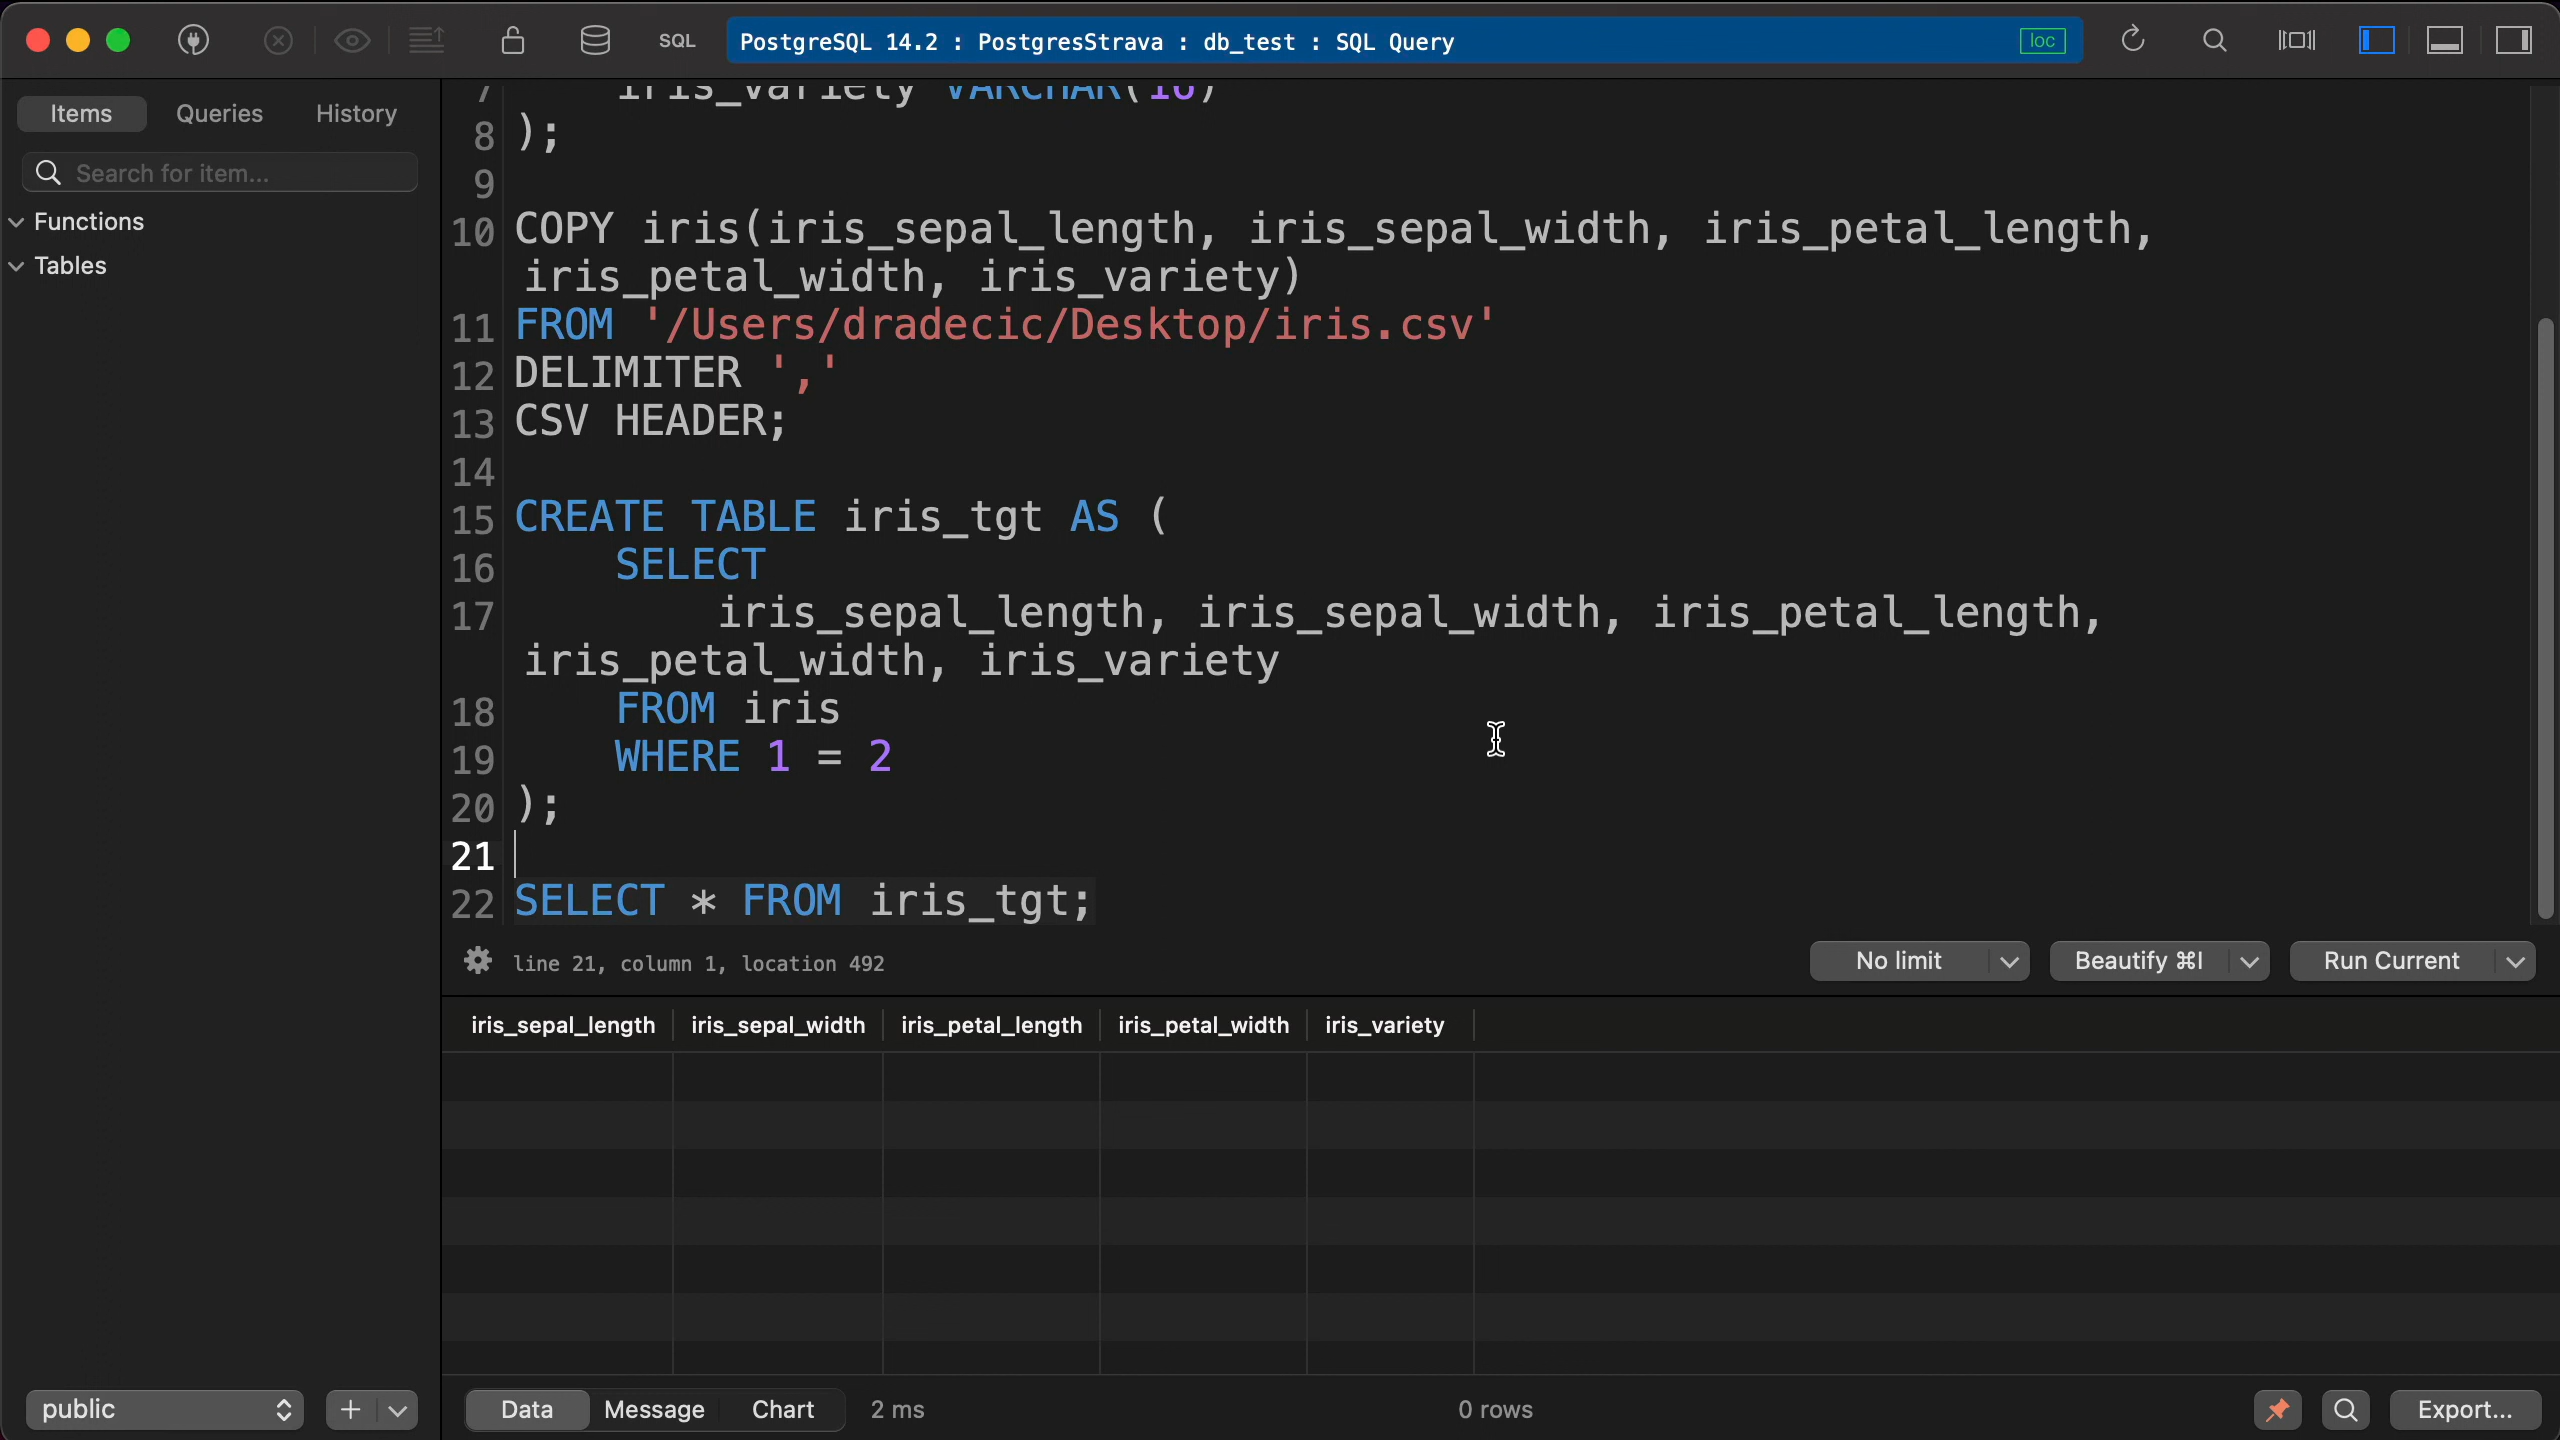 SQL
PostgreSQL 14.2 : PostgresStrava : db_test : SQL Query
loc
Items
Queries
History
Search for item...
Functions
Tables
7 iris_variety VARCHAR(16)
8 );
9
10 COPY iris(iris_sepal_length, iris_sepal_width, iris_petal_length,
iris_petal_width, iris_variety)
11 FROM '/Users/dradecic/Desktop/iris.csv'
12 DELIMITER ','
13 CSV HEADER;
14
15 CREATE TABLE iris_tgt AS (
16 SELECT
17 iris_sepal_length, iris_sepal_width, iris_petal_length,
iris_petal_width, iris_variety
18 FROM iris
19 WHERE 1 = 2
20 );
21
22 SELECT * FROM iris_tgt;
line 21, column 1, location 492
No limit
Beautify ⌘I
Run Current
iris_sepal_length iris_sepal_width iris_petal_length iris_petal_width iris_variety
public
Data
Message
Chart
2 ms
0 rows
Export...